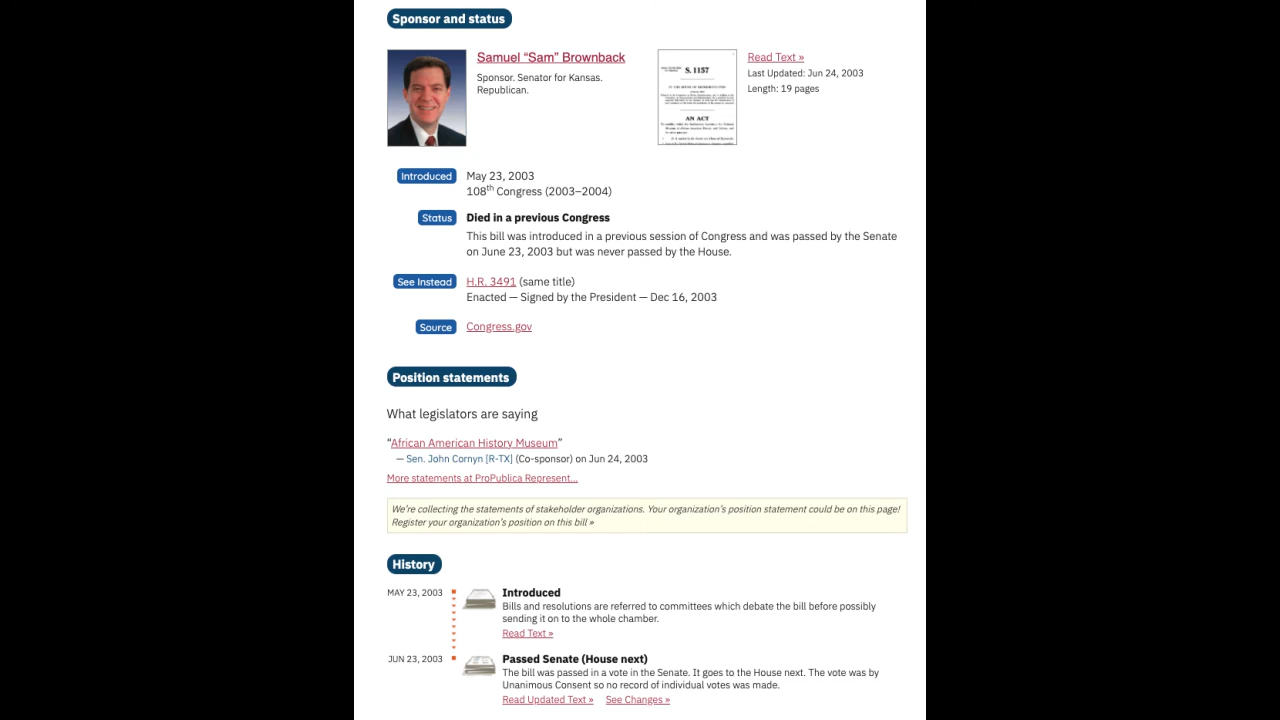 Sponsor and status
Samuel “Sam” Brownback
Sponsor. Senator for Kansas.
Republican.
S. 1157
AN ACT
Read Text »
Last Updated: Jun 24, 2003
Length: 19 pages
Introduced
May 23, 2003
108th Congress (2003–2004)
Status
Died in a previous Congress
This bill was introduced in a previous session of Congress and was passed by the Senate
on June 23, 2003 but was never passed by the House.
See Instead
H.R. 3491 (same title)
Enacted — Signed by the President — Dec 16, 2003
Source
Congress.gov
Position statements
What legislators are saying
“African American History Museum”
— Sen. John Cornyn [R-TX] (Co-sponsor) on Jun 24, 2003
More statements at ProPublica Represent...
We’re collecting the statements of stakeholder organizations. Your organization’s position statement could be on this page!
Register your organization’s position on this bill »
History
MAY 23, 2003
Introduced
Bills and resolutions are referred to committees which debate the bill before possibly
sending it on to the whole chamber.
Read Text »
JUN 23, 2003
Passed Senate (House next)
The bill was passed in a vote in the Senate. It goes to the House next. The vote was by
Unanimous Consent so no record of individual votes was made.
Read Updated Text » See Changes »